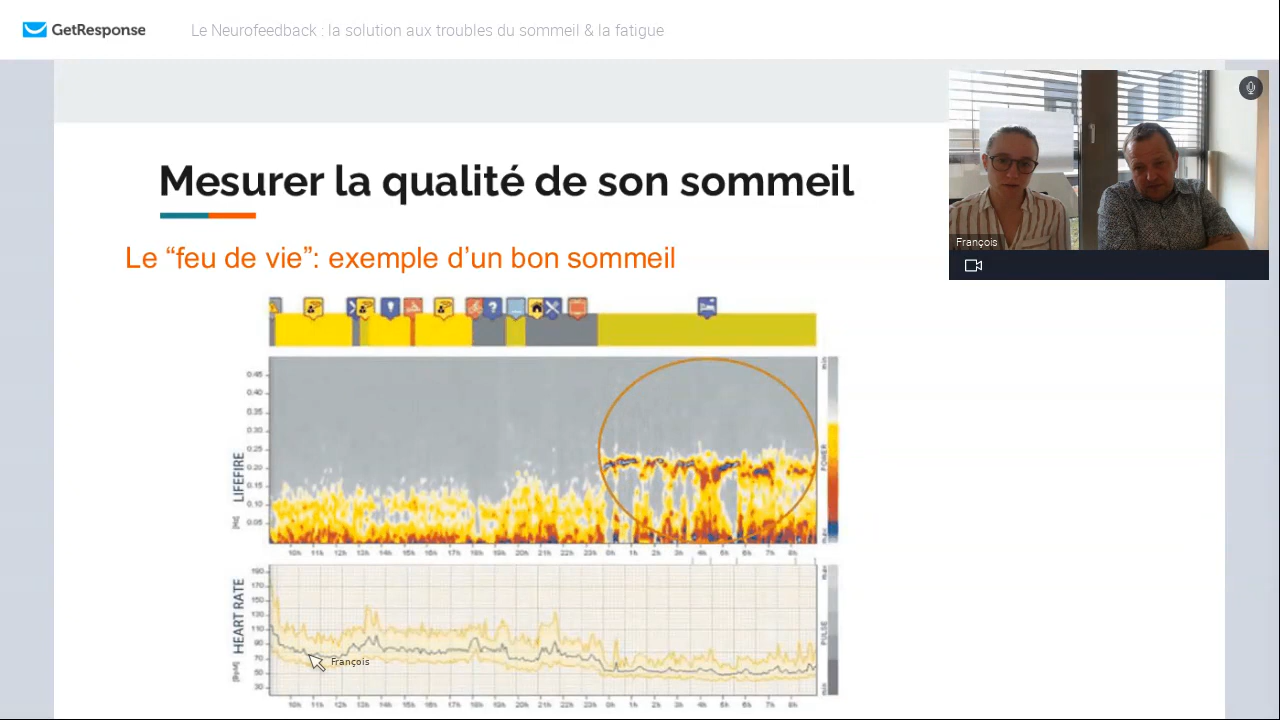 GetResponse
Le Neurofeedback : la solution aux troubles du sommeil & la fatigue
Mesurer la qualité de son sommeil
Le “feu de vie”: exemple d’un bon sommeil
François
?
LIFEFIRE
[Hz]
0.45
0.40
0.35
0.30
0.25
0.20
0.15
0.10
0.05
min
POWER
max
10h 11h 12h 13h 14h 15h 16h 17h 18h 19h 20h 21h 22h 23h 0h 1h 2h 3h 4h 5h 6h 7h 8h
HEART RATE
[BpM]
190
170
150
130
110
90
70
50
30
max
PULSE
min
François
10h 11h 12h 13h 14h 15h 16h 17h 18h 19h 20h 21h 22h 23h 0h 1h 2h 3h 4h 5h 6h 7h 8h